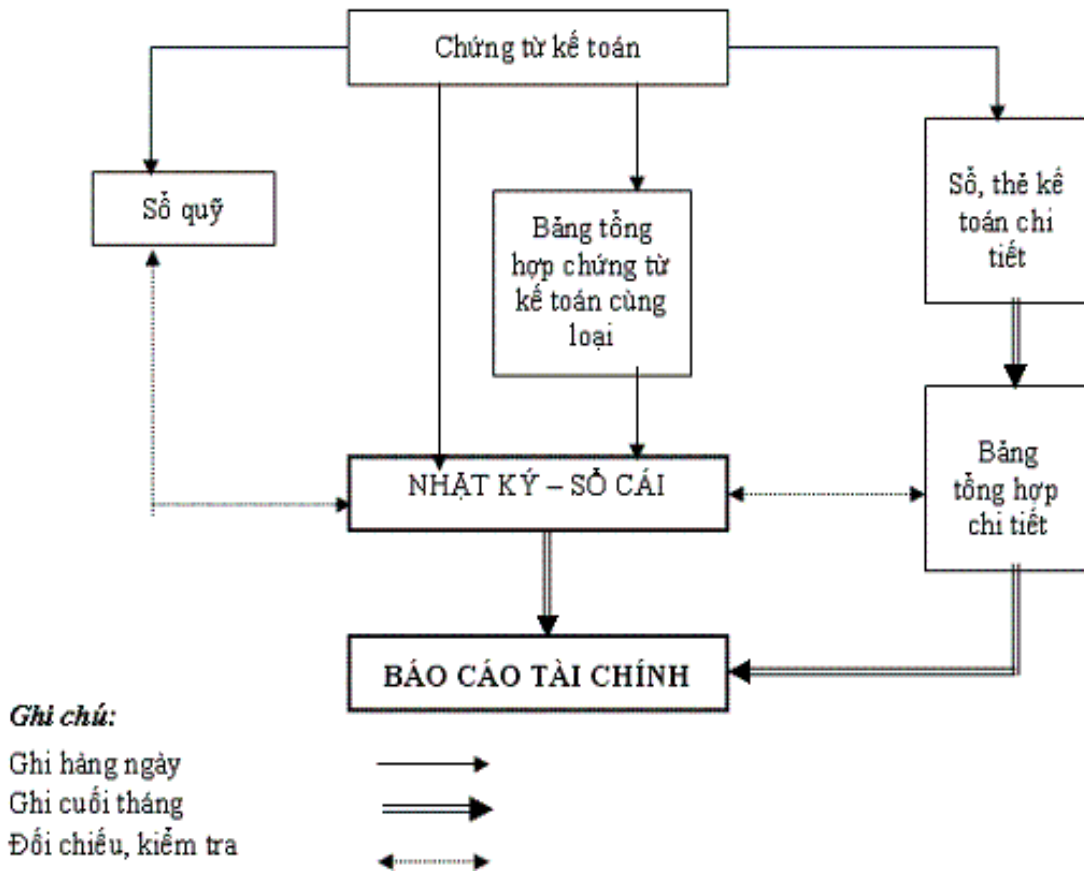 Chứng từ kế toán
Sổ quỹ
Bảng tổng
hợp chứng từ
kế toán cùng
loại
Sổ, thẻ kế
toán chi
tiết
NHẬT KÝ – SỔ CÁI
Bảng
tổng hợp
chi tiết
BÁO CÁO TÀI CHÍNH
Ghi chú:
Ghi hàng ngày
Ghi cuối tháng
Đối chiếu, kiểm tra